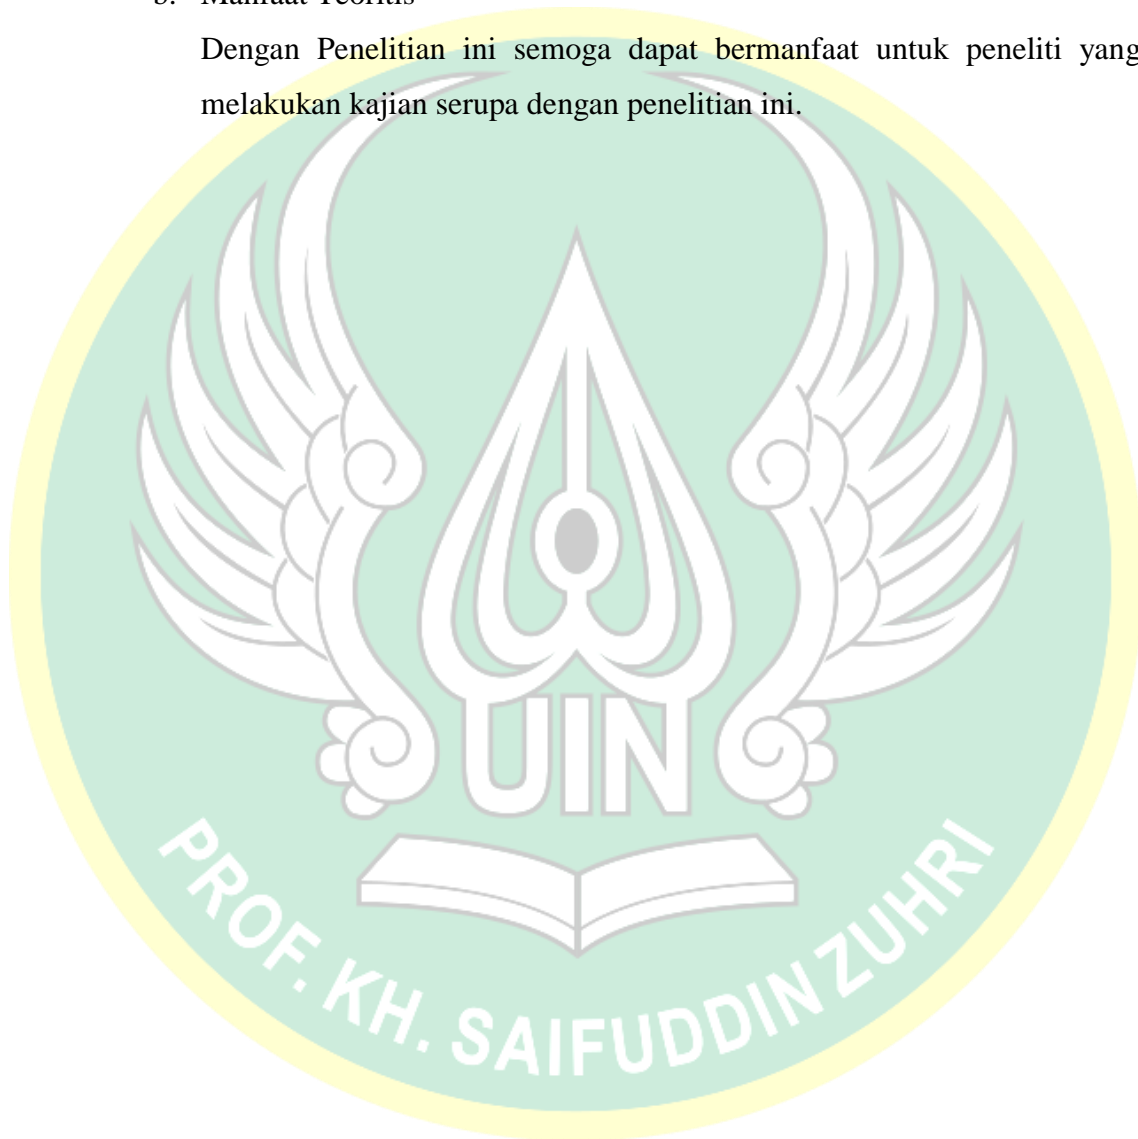 b. Manfaat Teoritis
Dengan Penelitian ini semoga dapat bermanfaat untuk peneliti yang
melakukan kajian serupa dengan penelitian ini.
UIN
PROF. KH. SAIFUDDIN ZUHRI